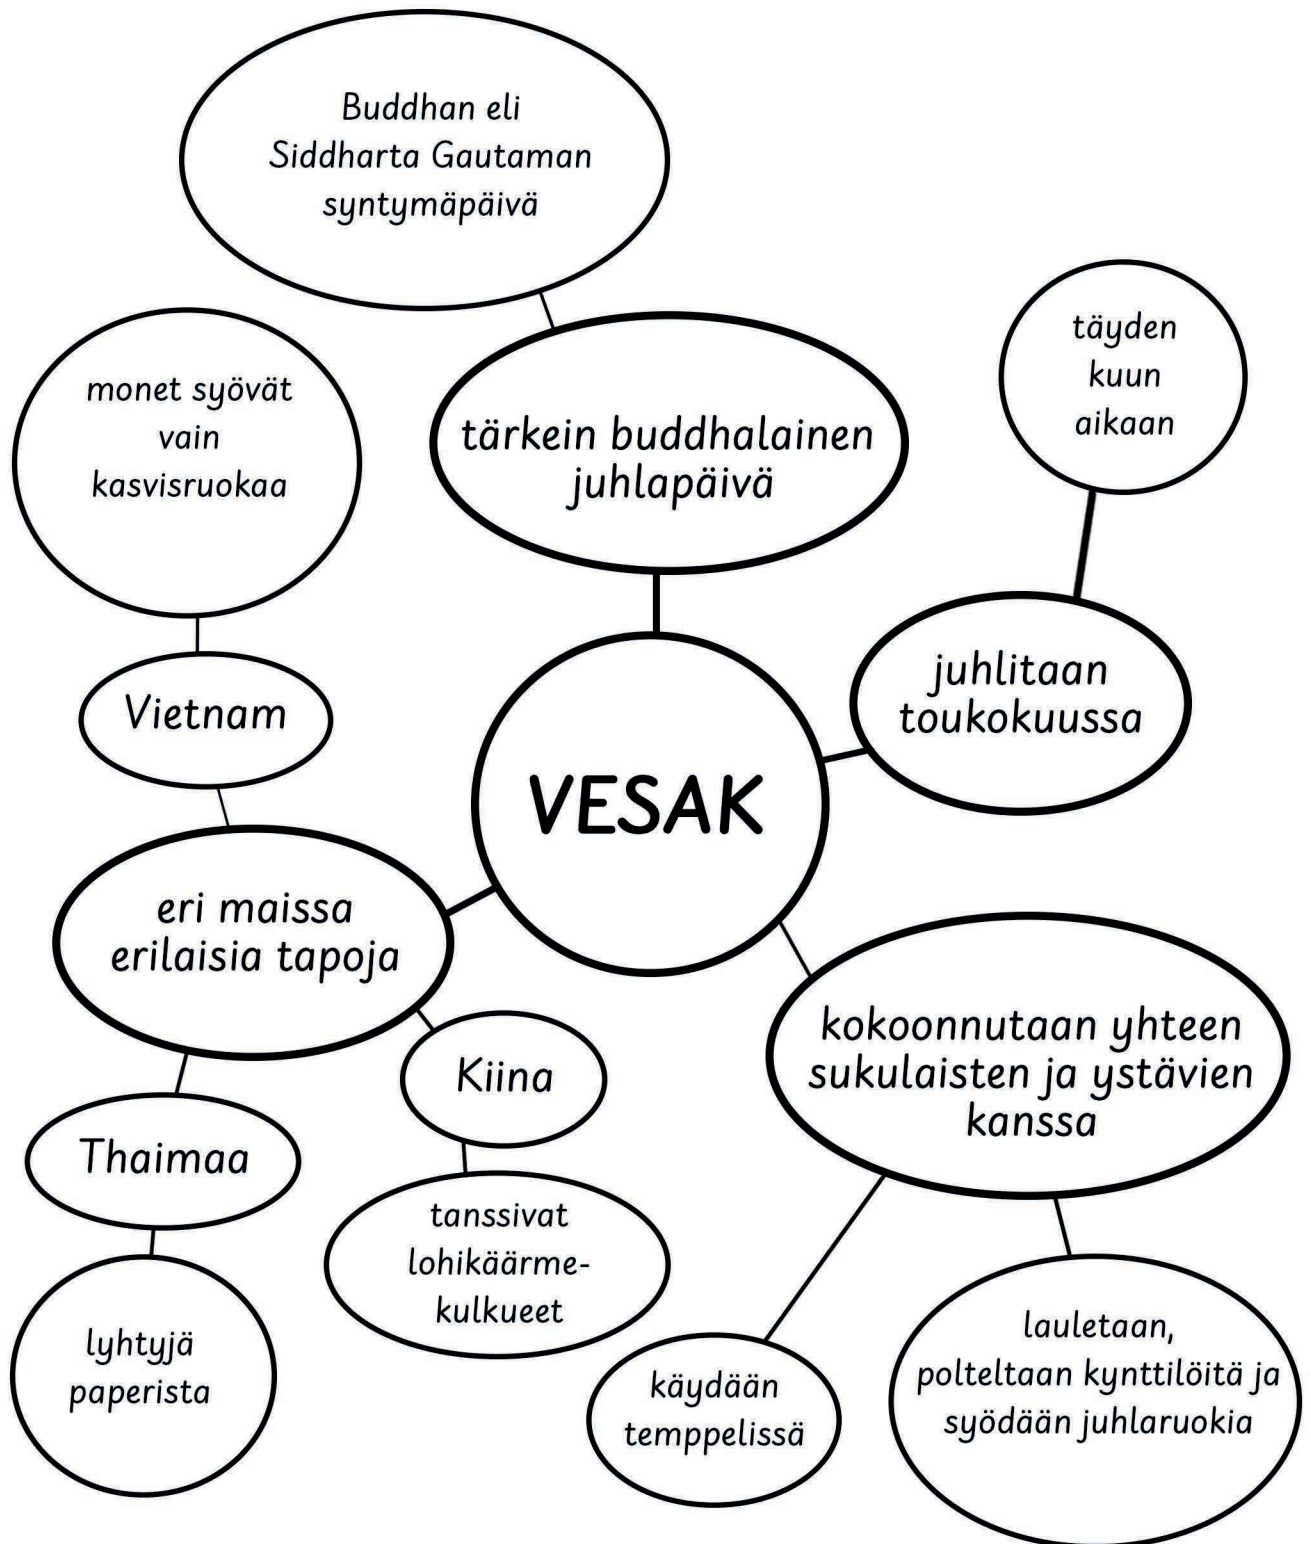 Buddhan eli
Siddharta Gautaman
syntymäpäivä
täyden
kuun
aikaan
monet syövät
vain
kasvisruokaa
tärkein buddhalainen
juhlapäivä
juhlitaan
toukokuussa
Vietnam
VESAK
eri maissa
erilaisia tapoja
kokoonnutaan yhteen
sukulaisten ja ystävien
kanssa
Kiina
Thaimaa
tanssivat
lohikäärme-
kulkueet
lyhtyjä
paperista
käydään
temppelissä
lauletaan,
polteltaan kynttilöitä ja
syödään juhlaruokia